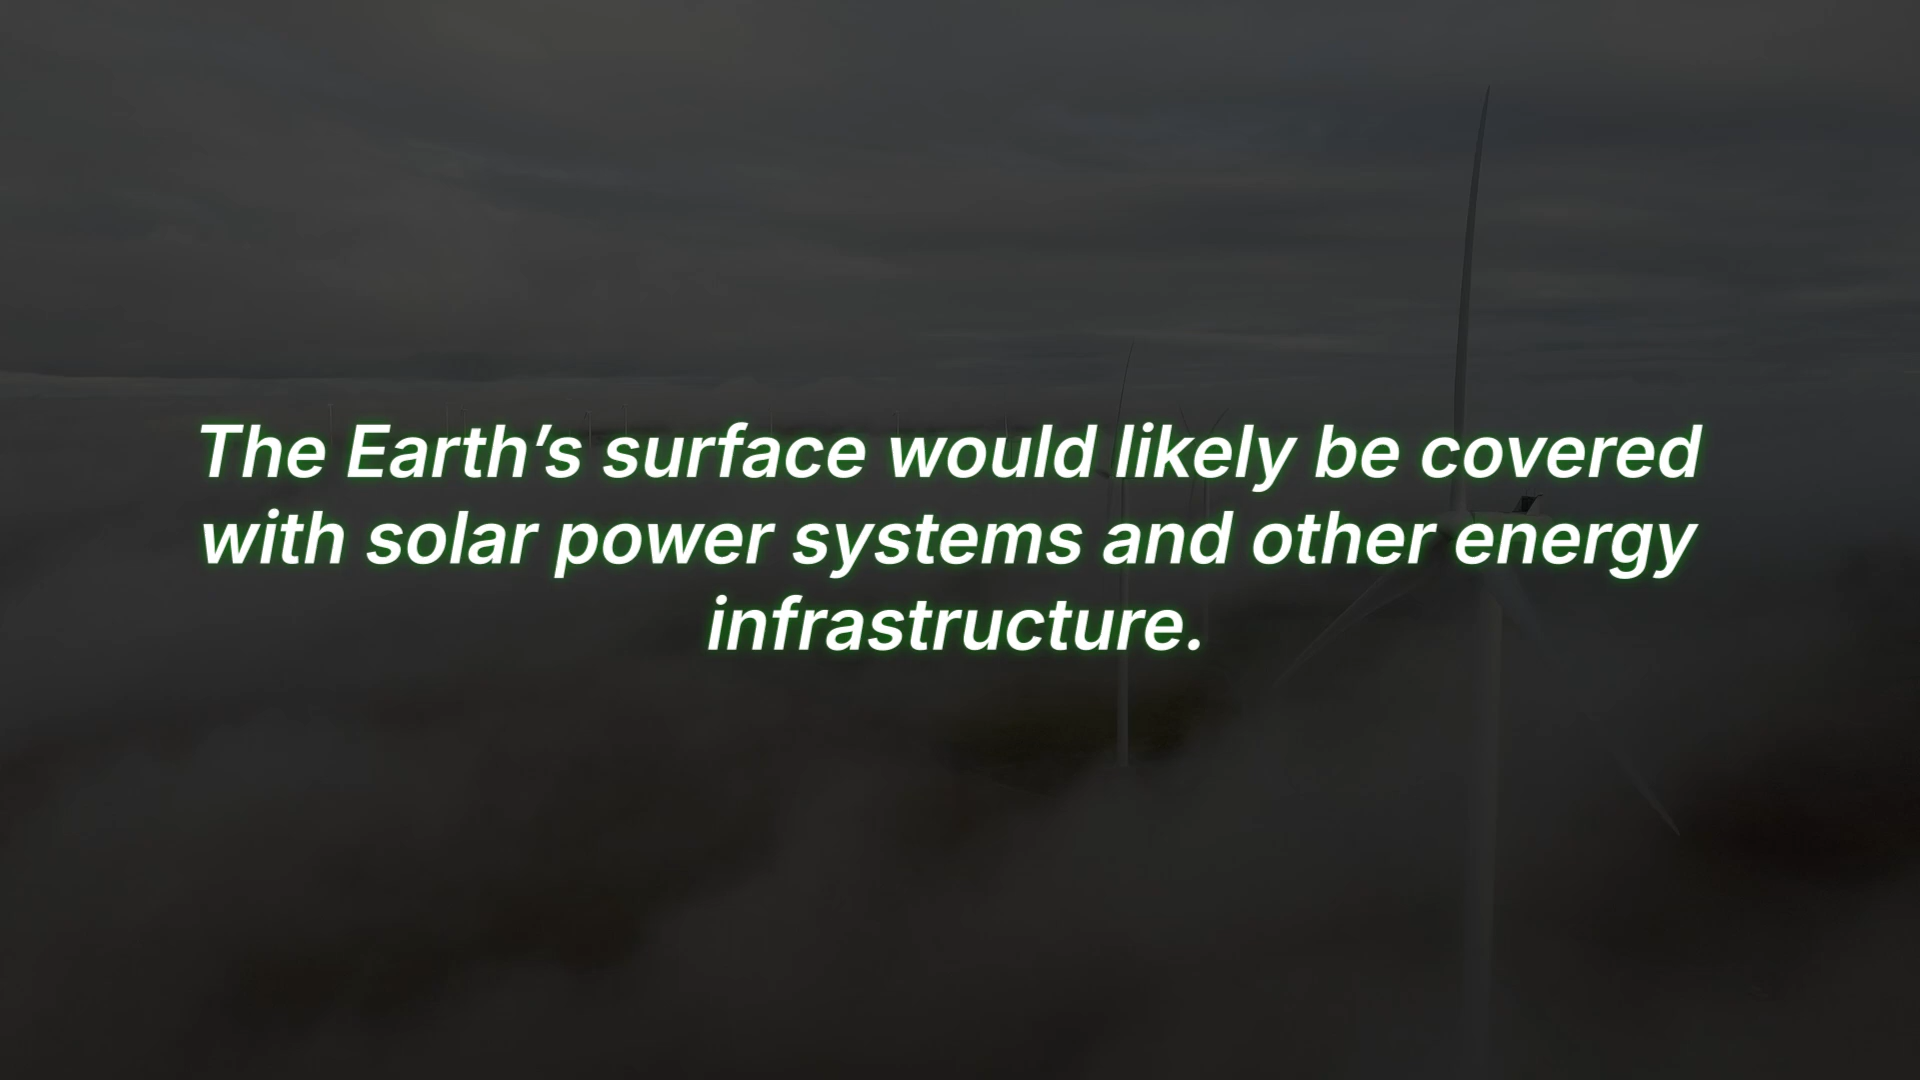 The Earth’s surface would likely be covered
with solar power systems and other energy
infrastructure.